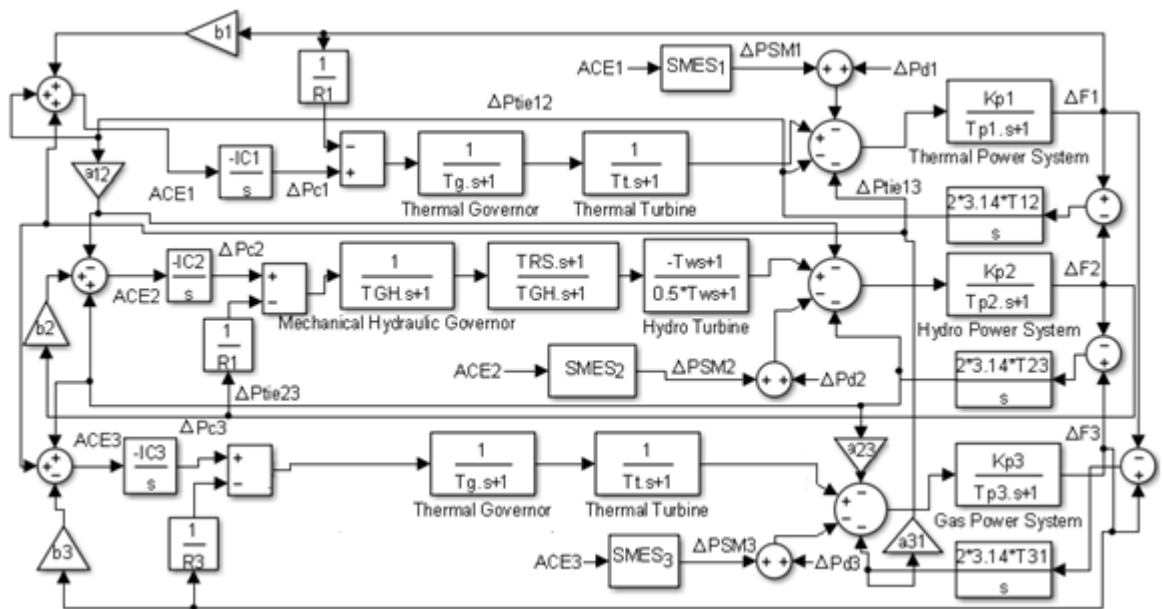 b1
1
R1
ACE1
SMES1
ΔPSM1
+ +
ΔPd1
ΔPtie12
Kp1
Tp1.s+1
ΔF1
Thermal Power System
+
+
+
a12
ACE1
-IC1
s
ΔPc1
−
+
1
Tg.s+1
Thermal Governor
1
Tt.s+1
Thermal Turbine
−
−
−
ΔPtie13
2*3.14*T12
s
+
−
−
−
ACE2
-IC2
s
ΔPc2
+
−
1
TGH.s+1
Mechanical Hydraulic Governor
TRS.s+1
TGH.s+1
-Tws+1
0.5*Tws+1
Hydro Turbine
+
−
−
Kp2
Tp2.s+1
ΔF2
Hydro Power System
b2
1
R1
ΔPtie23
ACE2
SMES2
ΔPSM2
+ +
ΔPd2
2*3.14*T23
s
−
−
ACE3
-IC3
s
ΔPc3
+
−
1
Tg.s+1
Thermal Governor
1
Tt.s+1
Thermal Turbine
a23
+
−
−
Kp3
Tp3.s+1
ΔF3
Gas Power System
−
+
−
b3
1
R3
ACE3
SMES3
ΔPSM3
+ +
ΔPd3
a31
2*3.14*T31
s